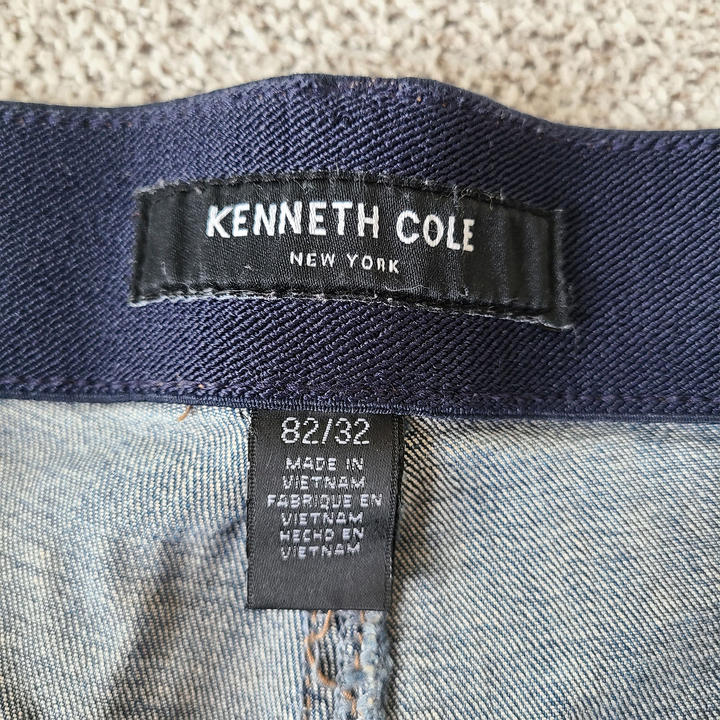 KENNETH COLE
NEW YORK
82/32
MADE IN
VIETNAM
FABRIQUE EN
VIETNAM
HECHO EN
VIETNAM